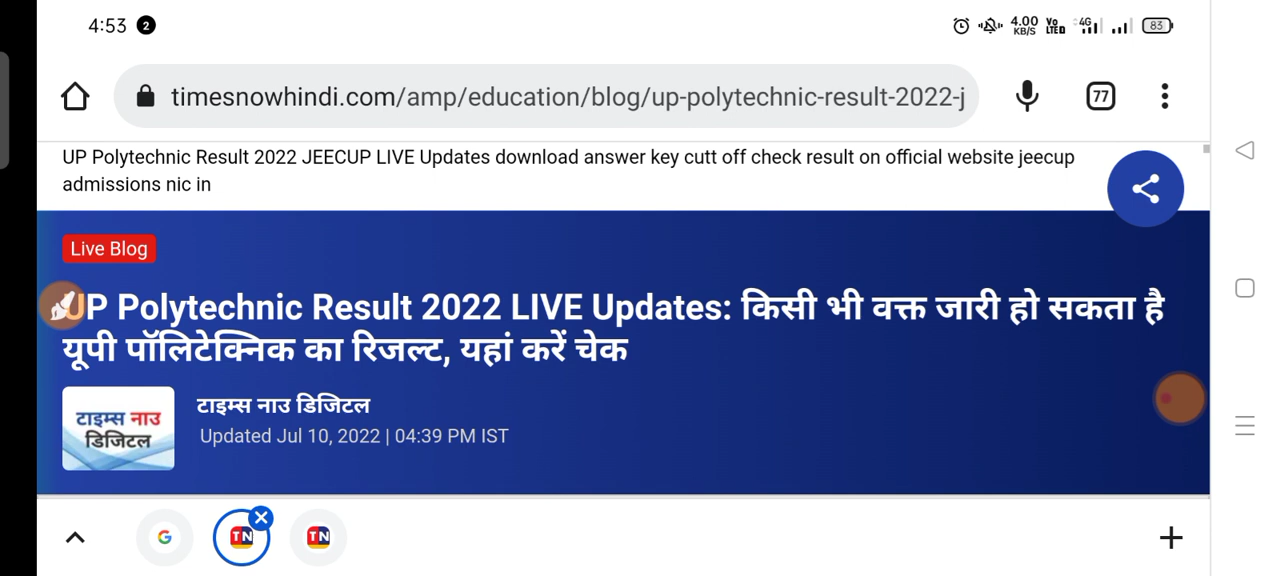 4:53 2 4.00 KB/S Vo LTE 4G 83
timesnowhindi.com/amp/education/blog/up-polytechnic-result-2022-j 77
UP Polytechnic Result 2022 JEECUP LIVE Updates download answer key cutt off check result on official website jeecup
admissions nic in
Live Blog
UP Polytechnic Result 2022 LIVE Updates: किसी भी वक्त जारी हो सकता है
यूपी पॉलिटेक्निक का रिजल्ट, यहां करें चेक
टाइम्स नाउ
डिजिटल
टाइम्स नाउ डिजिटल
Updated Jul 10, 2022 | 04:39 PM IST
G TN TN